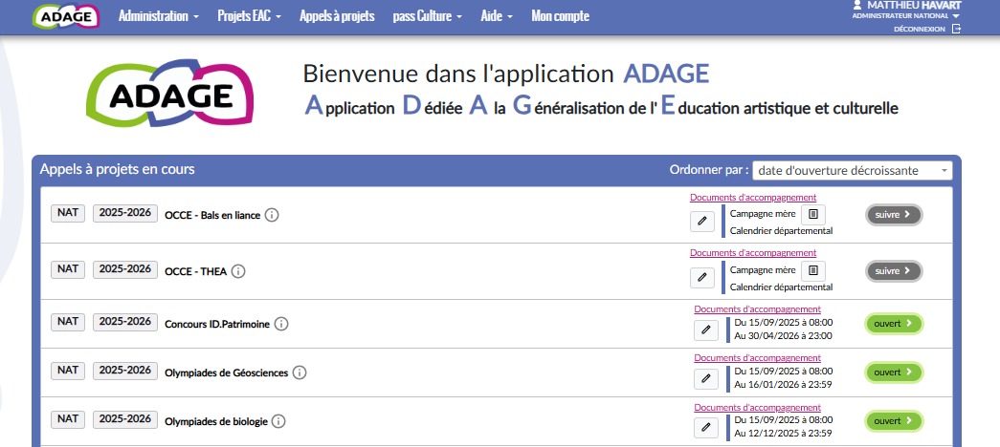 ADAGE Administration Projets EAC Appels à projets pass Culture Aide Mon compte
MATTHIEU HAVART
ADMINISTRATEUR NATIONAL
DÉCONNEXION
ADAGE
Bienvenue dans l'application ADAGE
Application Dédiée A la Généralisation de l'Education artistique et culturelle
Appels à projets en cours
Ordonner par : date d'ouverture décroissante
NAT 2025-2026 OCCE - Bals en liance
Documents d'accompagnement
Campagne mère
Calendrier départemental
suivre
NAT 2025-2026 OCCE - THEA
Documents d'accompagnement
Campagne mère
Calendrier départemental
suivre
NAT 2025-2026 Concours ID.Patrimoine
Documents d'accompagnement
Du 15/09/2025 à 08:00
Au 30/04/2026 à 23:00
ouvert
NAT 2025-2026 Olympiades de Géosciences
Documents d'accompagnement
Du 15/09/2025 à 08:00
Au 16/01/2026 à 23:59
ouvert
NAT 2025-2026 Olympiades de biologie
Documents d'accompagnement
Du 15/09/2025 à 08:00
Au 12/12/2025 à 23:59
ouvert